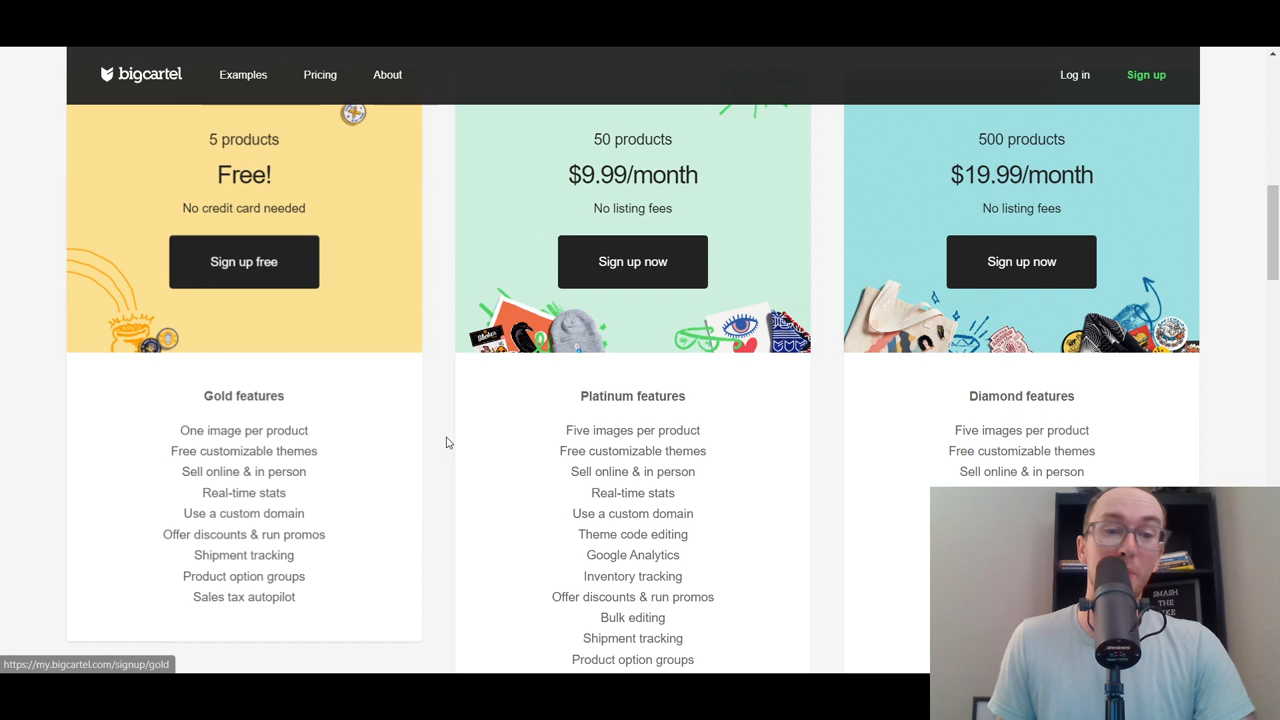 bigcartel
Examples
Pricing
About
Log in
Sign up
5 products
Free!
No credit card needed
Sign up free
Gold features
One image per product
Free customizable themes
Sell online & in person
Real-time stats
Use a custom domain
Offer discounts & run promos
Shipment tracking
Product option groups
Sales tax autopilot
50 products
$9.99/month
No listing fees
Sign up now
Platinum features
Five images per product
Free customizable themes
Sell online & in person
Real-time stats
Use a custom domain
Theme code editing
Google Analytics
Inventory tracking
Offer discounts & run promos
Bulk editing
Shipment tracking
Product option groups
500 products
$19.99/month
No listing fees
Sign up now
Diamond features
Five images per product
Free customizable themes
Sell online & in person
SMASH
THE
https://my.bigcartel.com/signup/gold